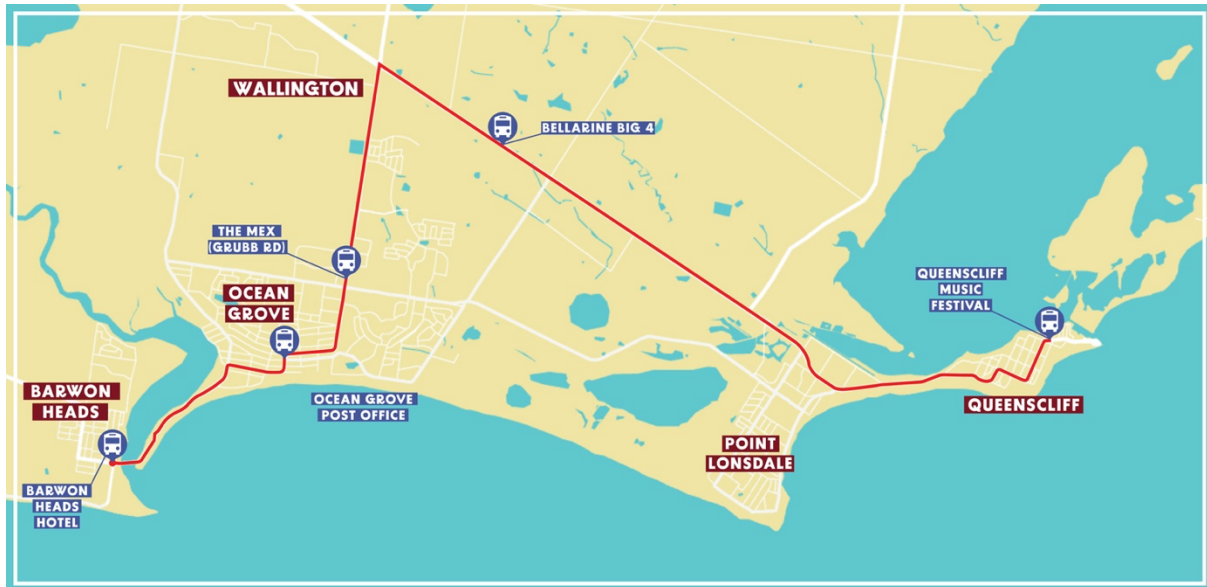 WALLINGTON
BELLARINE BIG 4
THE MEX
(GRUBB RD)
OCEAN
GROVE
QUEENSCLIFF
MUSIC
FESTIVAL
BARWON
HEADS
OCEAN GROVE
POST OFFICE
QUEENSCLIFF
POINT
LONSDALE
BARWON
HEADS
HOTEL